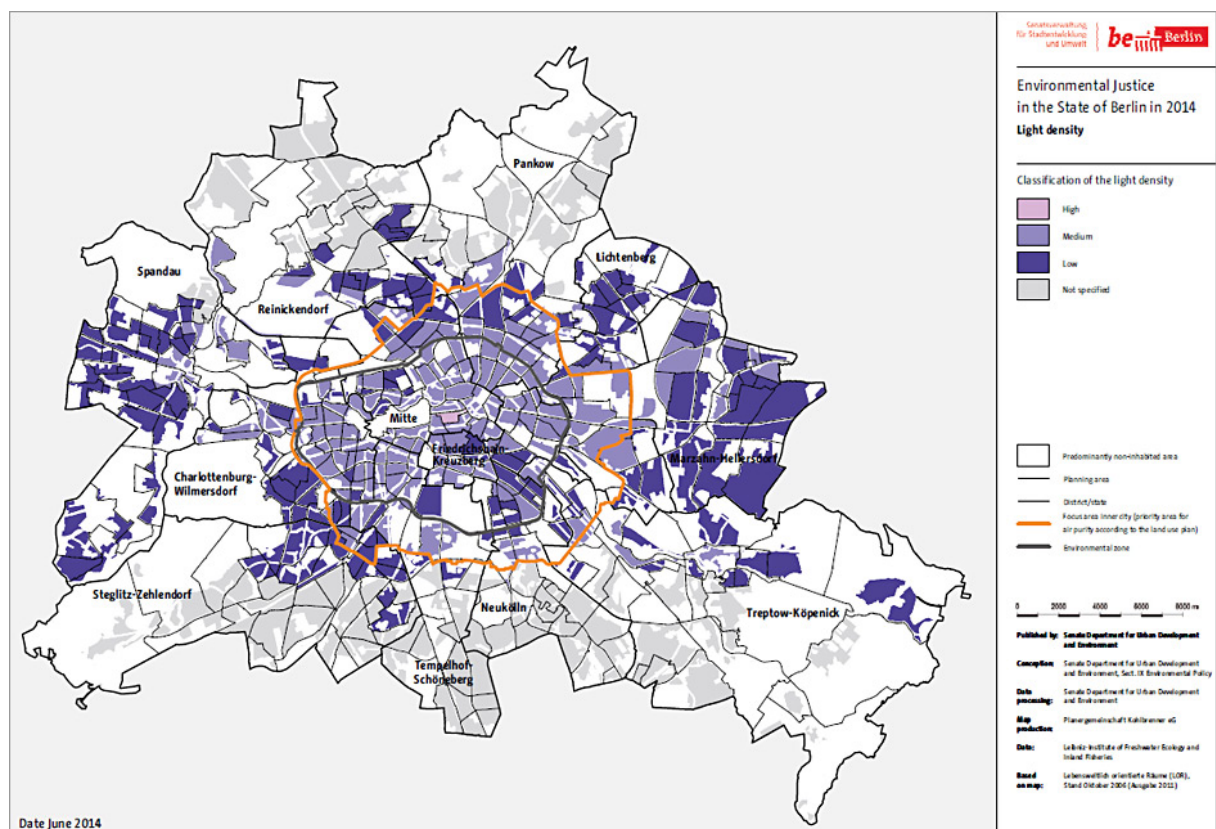 Pankow
Lichtenberg
Spandau
Reinickendorf
Mitte
Friedrichshain-
Kreuzberg
Marzahn-Hellersdorf
Charlottenburg-
Wilmersdorf
Steglitz-Zehlendorf
Neukölln
Treptow-Köpenick
Tempelhof-
Schöneberg
Date June 2014
Senatsverwaltung
für Stadtentwicklung
und Umwelt
be Berlin
Environmental Justice
in the State of Berlin in 2014
Light density
Classification of the light density
High
Medium
Low
Not specified
Predominantly non-inhabited area
Planning area
District/state
Focus area inner city (priority area for
air purity according to the land use plan)
Environmental zone
0 2000 4000 6000 8000 m
Published by: Senate Department for Urban Development
and Environment
Conception: Senate Department for Urban Development
and Environment, Sect. IX Environmental Policy
Data
processing: Senate Department for Urban Development
and Environment
Map
production: Planergemeinschaft Kohlbrenner eG
Data: Leibniz-Institute of Freshwater Ecology and
Inland Fisheries
Based
on map: Lebensweltlich orientierte Räume (LOR),
Stand Oktober 2006 (Ausgabe 2011)